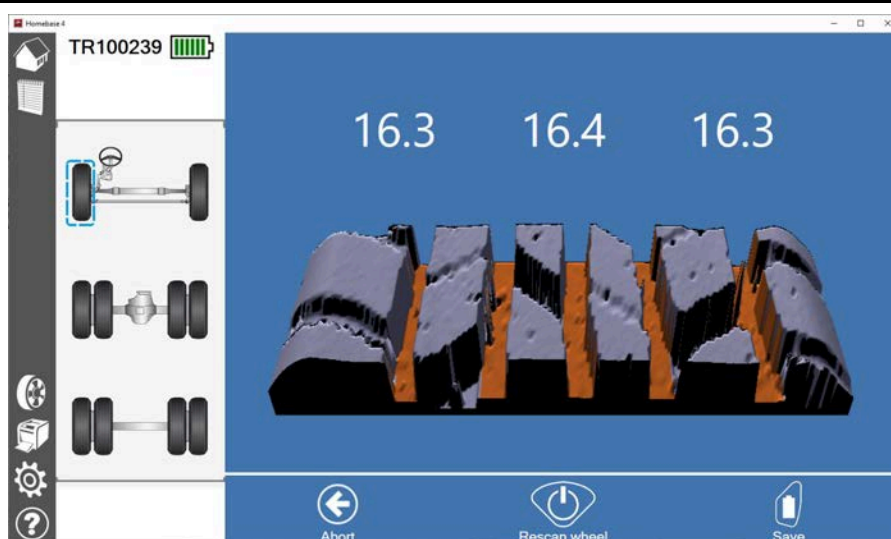 Homebase 4
TR100239
16.3 16.4 16.3
Abort
Rescan wheel
Save